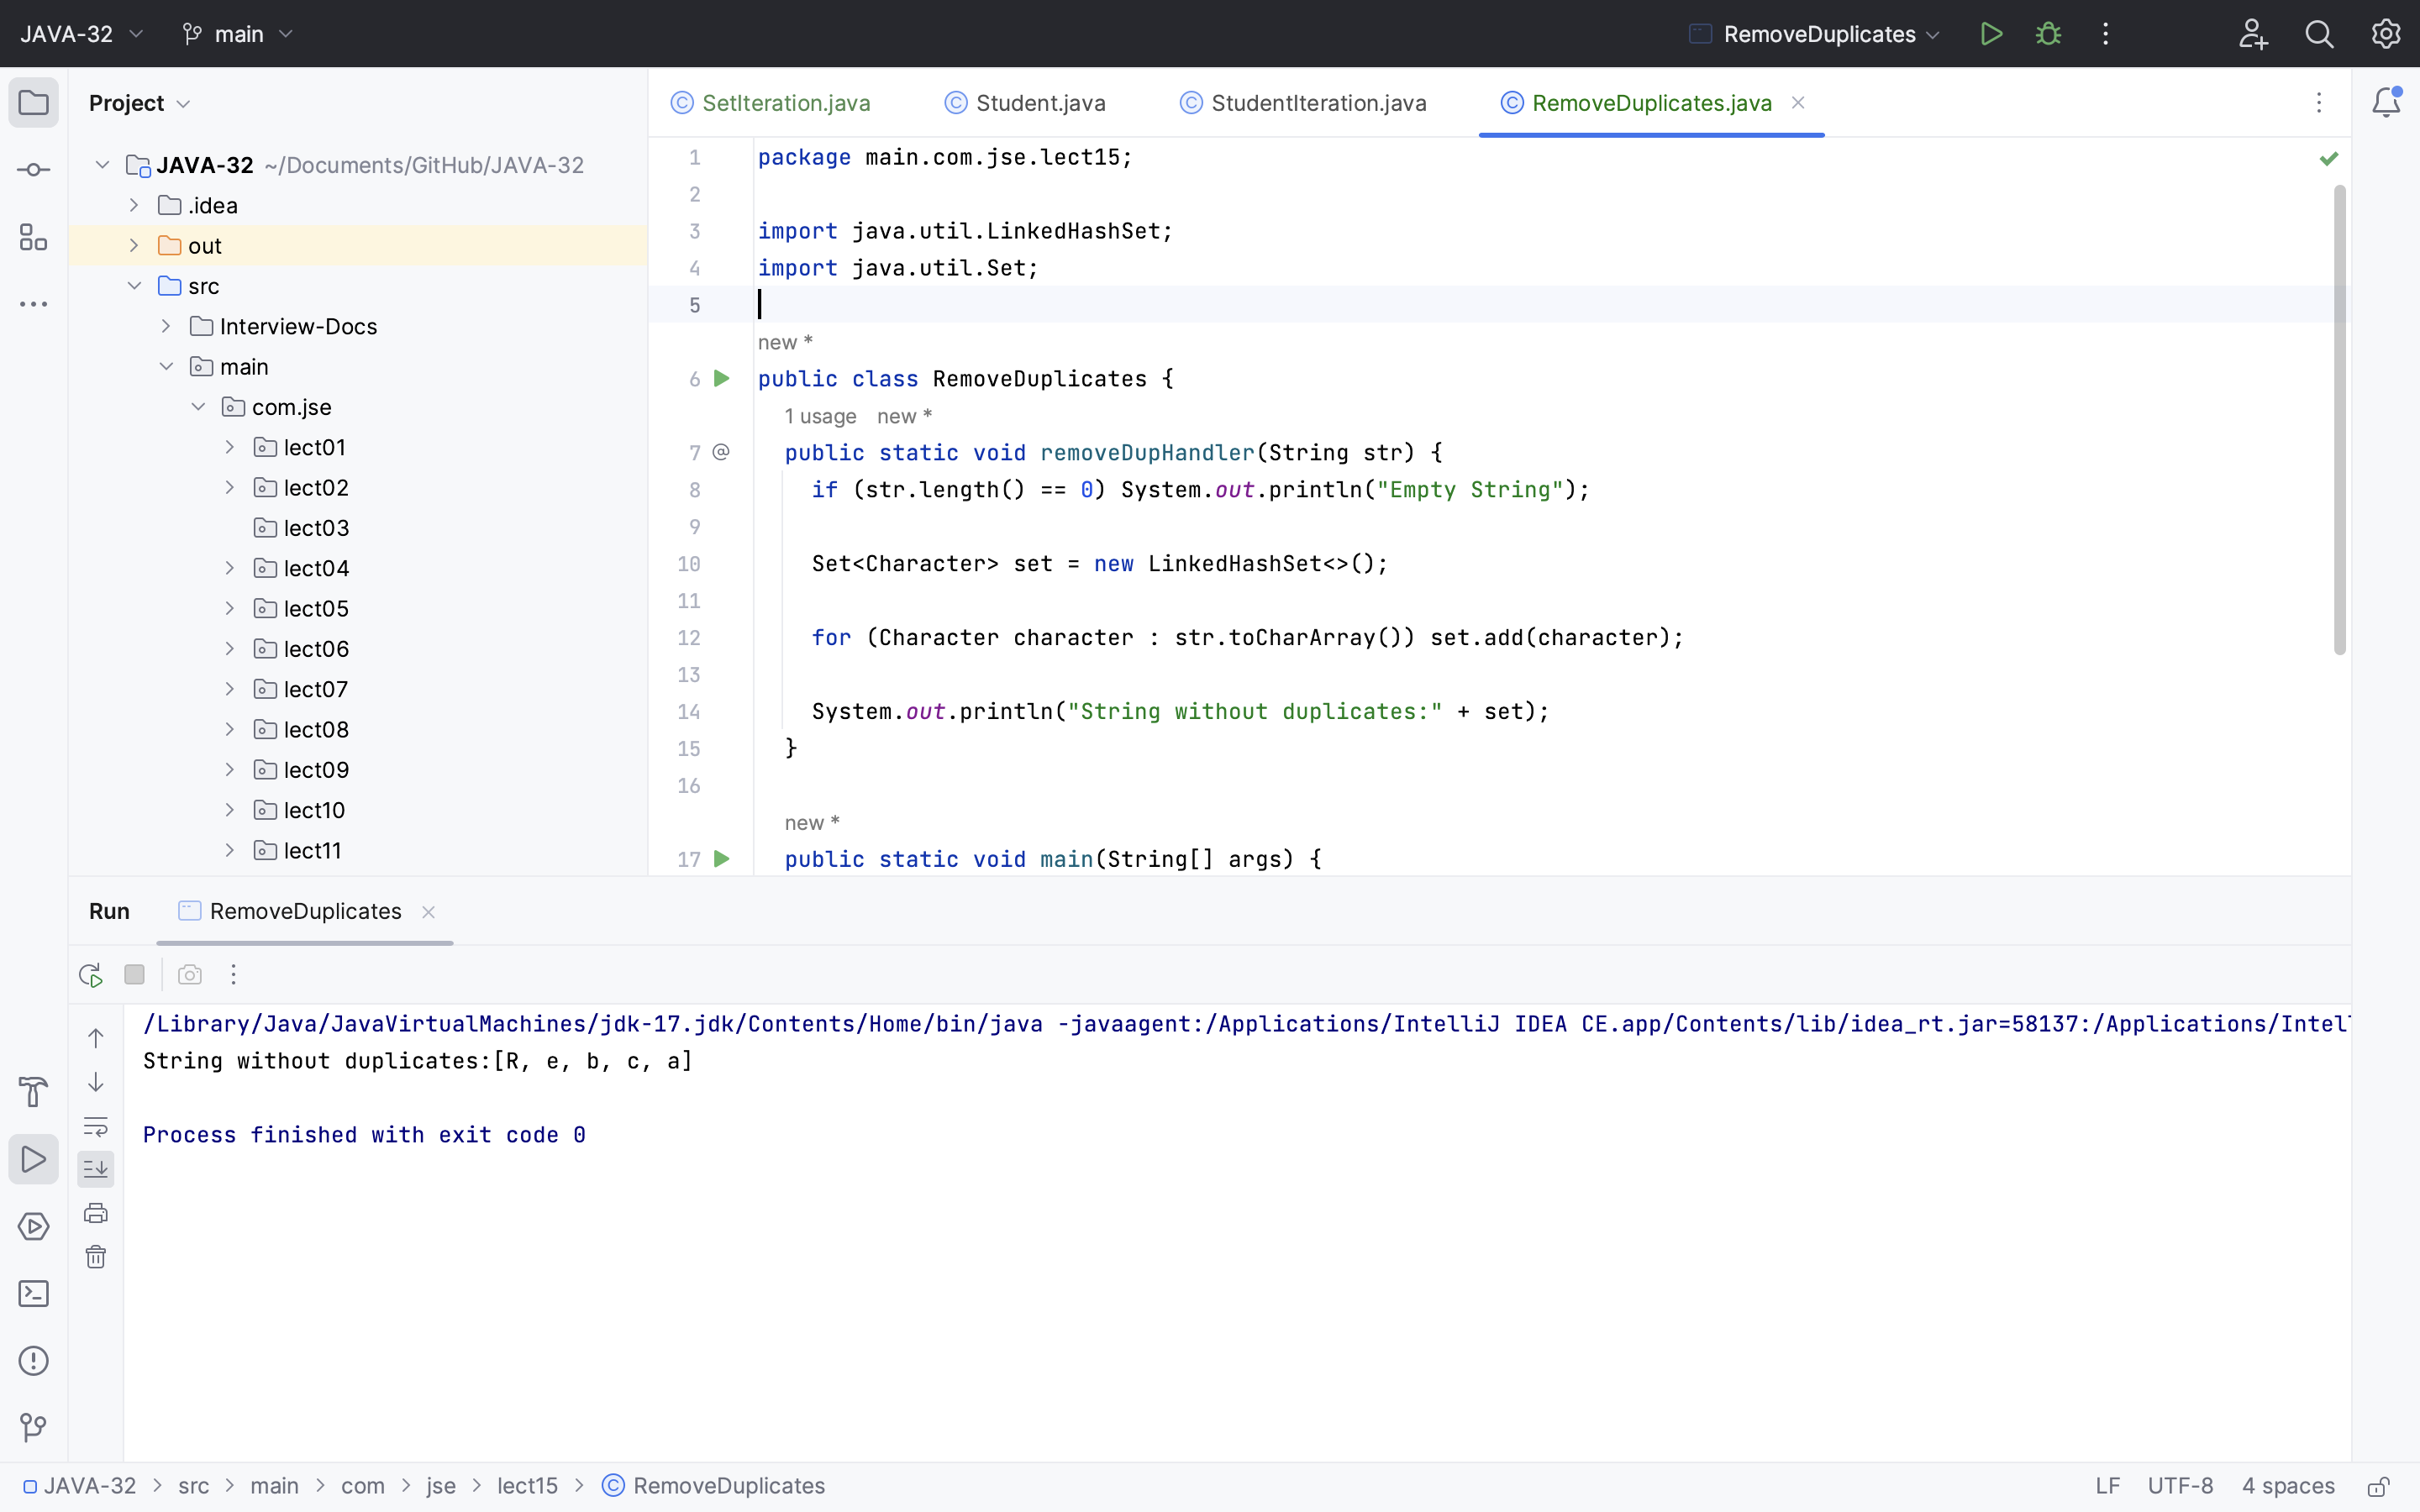 JAVA-32 main RemoveDuplicates
Project
SetIteration.java Student.java StudentIteration.java RemoveDuplicates.java
JAVA-32 ~/Documents/GitHub/JAVA-32
.idea
out
src
Interview-Docs
main
com.jse
lect01
lect02
lect03
lect04
lect05
lect06
lect07
lect08
lect09
lect10
lect11
1 package main.com.jse.lect15;
2
3 import java.util.LinkedHashSet;
4 import java.util.Set;
5
new *
6 public class RemoveDuplicates {
1 usage new *
7 @ public static void removeDupHandler(String str) {
8 if (str.length() == 0) System.out.println("Empty String");
9
10 Set<Character> set = new LinkedHashSet<>();
11
12 for (Character character : str.toCharArray()) set.add(character);
13
14 System.out.println("String without duplicates:" + set);
15 }
16
new *
17 public static void main(String[] args) {
Run RemoveDuplicates
/Library/Java/JavaVirtualMachines/jdk-17.jdk/Contents/Home/bin/java -javaagent:/Applications/IntelliJ IDEA CE.app/Contents/lib/idea_rt.jar=58137:/Applications/Intel
String without duplicates:[R, e, b, c, a]
Process finished with exit code 0
JAVA-32 > src > main > com > jse > lect15 > RemoveDuplicates LF UTF-8 4 spaces